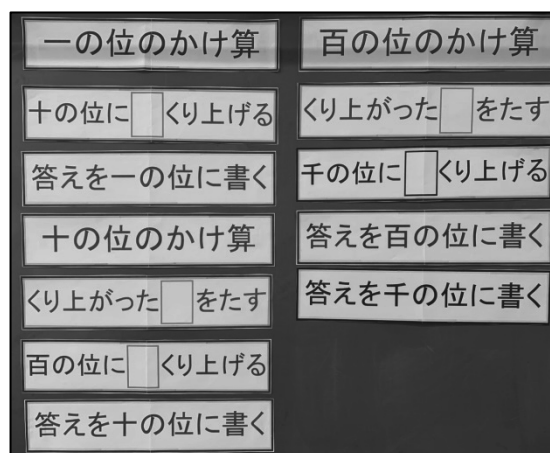 一の位のかけ算
十の位に□くり上げる
答えを一の位に書く
十の位のかけ算
くり上がった□をたす
百の位に□くり上げる
答えを十の位に書く
百の位のかけ算
くり上がった□をたす
千の位に□くり上げる
答えを百の位に書く
答えを千の位に書く